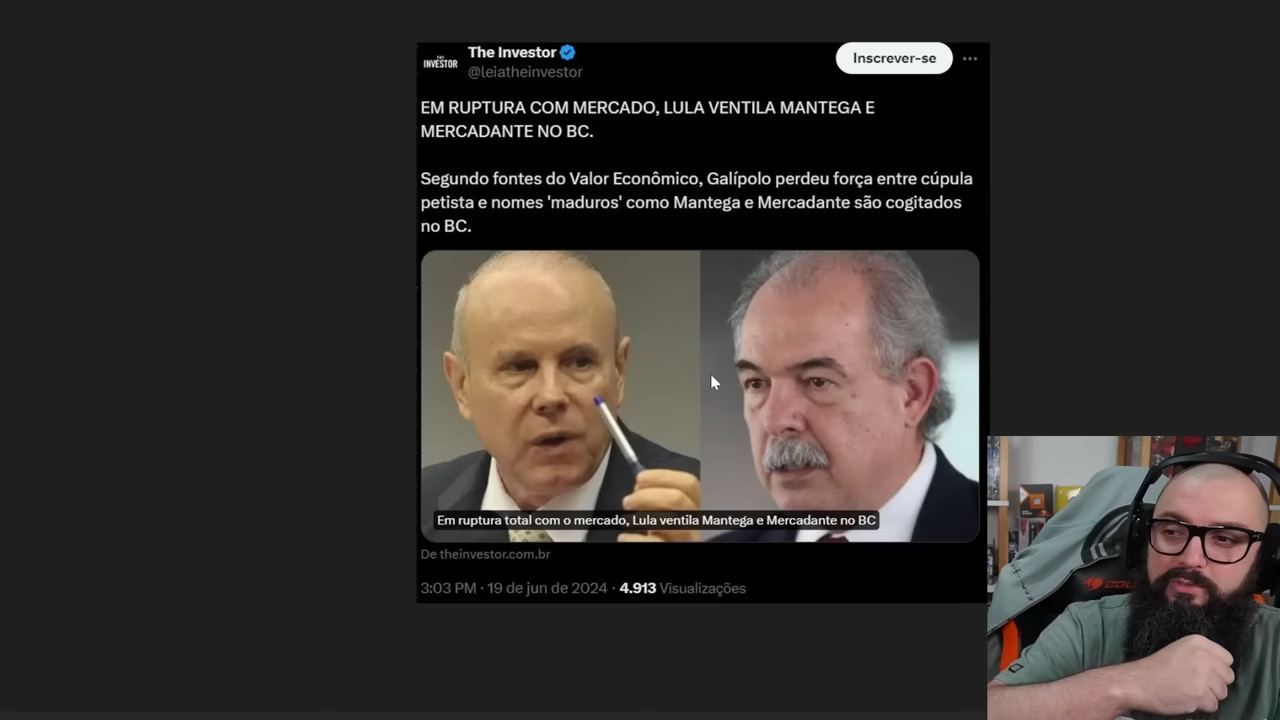 THE
INVESTOR
The Investor
@leiatheinvestor
Inscrever-se
EM RUPTURA COM MERCADO, LULA VENTILA MANTEGA E
MERCADANTE NO BC.
Segundo fontes do Valor Econômico, Galípolo perdeu força entre cúpula
petista e nomes 'maduros' como Mantega e Mercadante são cogitados
no BC.
Em ruptura total com o mercado, Lula ventila Mantega e Mercadante no BC
De theinvestor.com.br
3:03 PM · 19 de jun de 2024 · 4.913 Visualizações